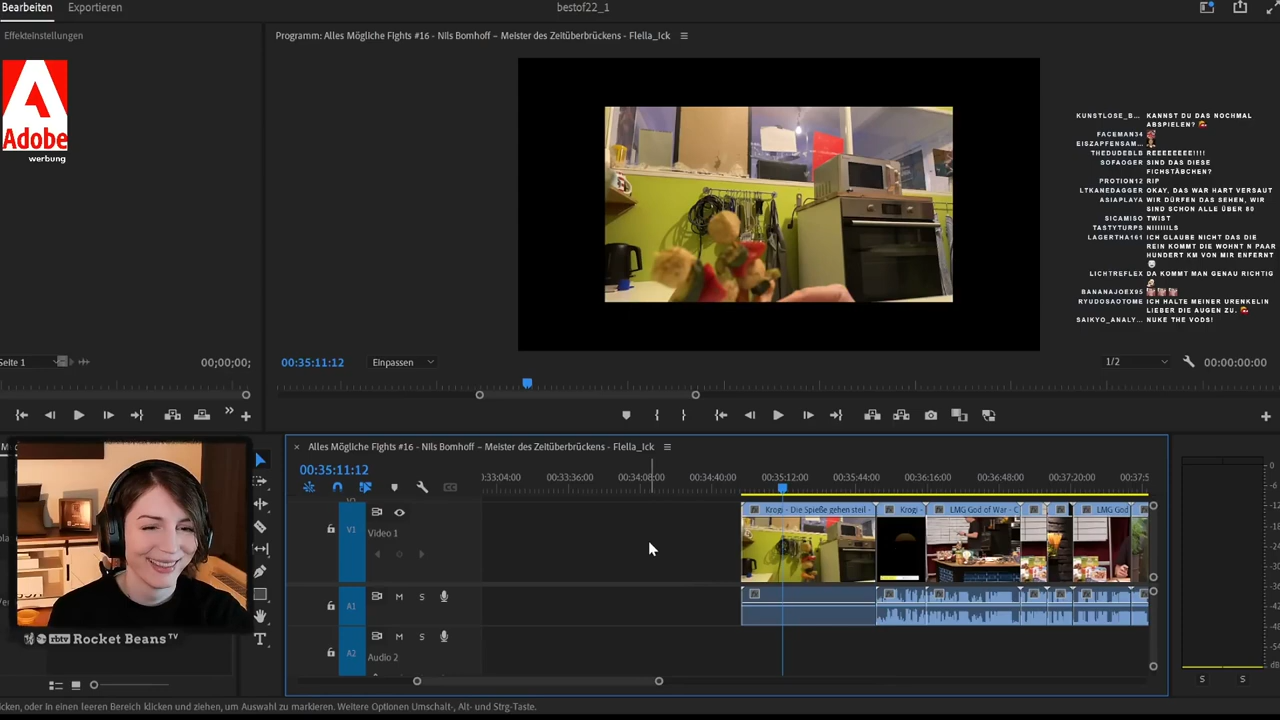 Bearbeiten
Exportieren
bestof22_1
Effekteinstellungen
Programm: Alles Mögliche FIghts #16 - NIls Bomhoff – Meister des Zeitüberbrückens - Flella_Ick
Adobe
werbung
KUNSTLOSE_B... KANNST DU DAS NOCHMAL
ABSPIELEN?
FACEMAN34
EISZAPFENSAM...
THEDUDEBLB REEEEEEEE!!!!
SOFAOGER SIND DAS DIESE
FICHSTÄBCHEN?
PROTION12 RIP
LTKANEDAGGER OKAY, DAS WAR HART VERSAUT
ASIAPLAYA WIR DÜRFEN DAS SEHEN, WIR
SIND SCHON ALLE ÜBER 80
SICAMISO TWIST
TASTYTURPS NIIIIIILS
LAGERTHA161 ICH GLAUBE NICHT DAS DIE
REIN KOMMT DIE WOHNT N PAAR
HUNDERT KM VON MIR ENFERNT
LICHTREFLEX DA KOMMT MAN GENAU RICHTIG
BANANAJOEX95
RYUDOSAOTOME ICH HALTE MEINER URENKELIN
LIEBER DIE AUGEN ZU.
SAIKYO_ANALY... NUKE THE VODS!
Seite 1
00;00;00;
00:35:11:12
Einpassen
1/2
00:00:00:00
Alles Mögliche FIghts #16 - NIls Bomhoff – Meister des Zeitüberbrückens - Flella_Ick
00:35:11:12
:33:04:00 00:33:36:00 00:34:08:00 00:34:40:00 00:35:12:00 00:35:44:00 00:36:16:00 00:36:48:00 00:37:20:00 00:37:5
V1
Video 1
Krogi - Die Spieße gehen steil -
Krogi -
LMG God of War - C
LMG God
A1
M S
A2
M S
Audio 2
rbtv Rocket Beans TV
0
dB
S S
icken, oder in einen leeren Bereich klicken und ziehen, um Auswahl zu markieren. Weitere Optionen Umschalt-, Alt- und Strg-Taste.